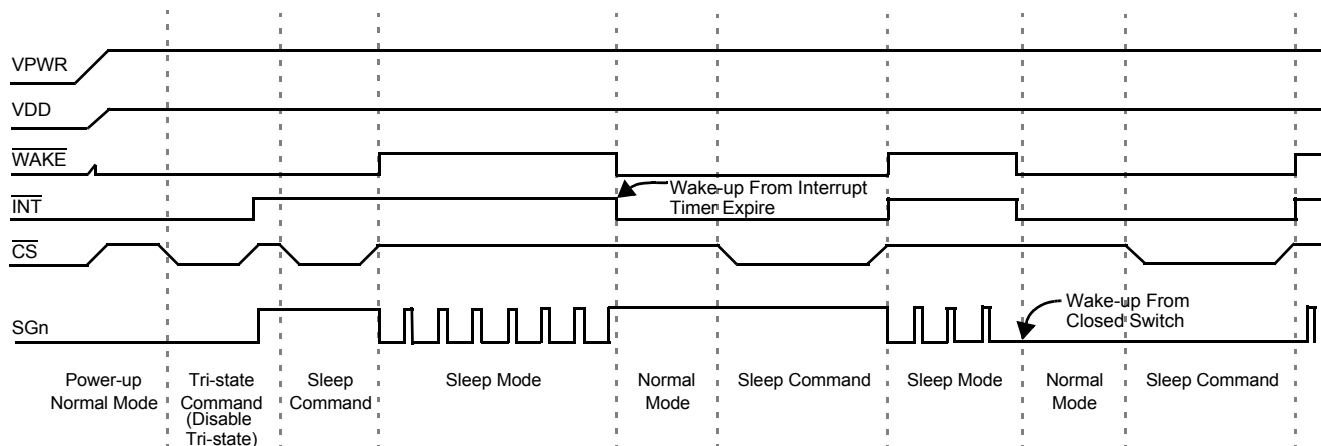 VPWR
VDD
WAKE
INT
Wake-up From Interrupt
Timer Expire
CS
SGn
Wake-up From
Closed Switch
Power-up
Normal Mode
Tri-state
Command
(Disable
Tri-state)
Sleep
Command
Sleep Mode
Normal
Mode
Sleep Command
Sleep Mode
Normal
Mode
Sleep Command